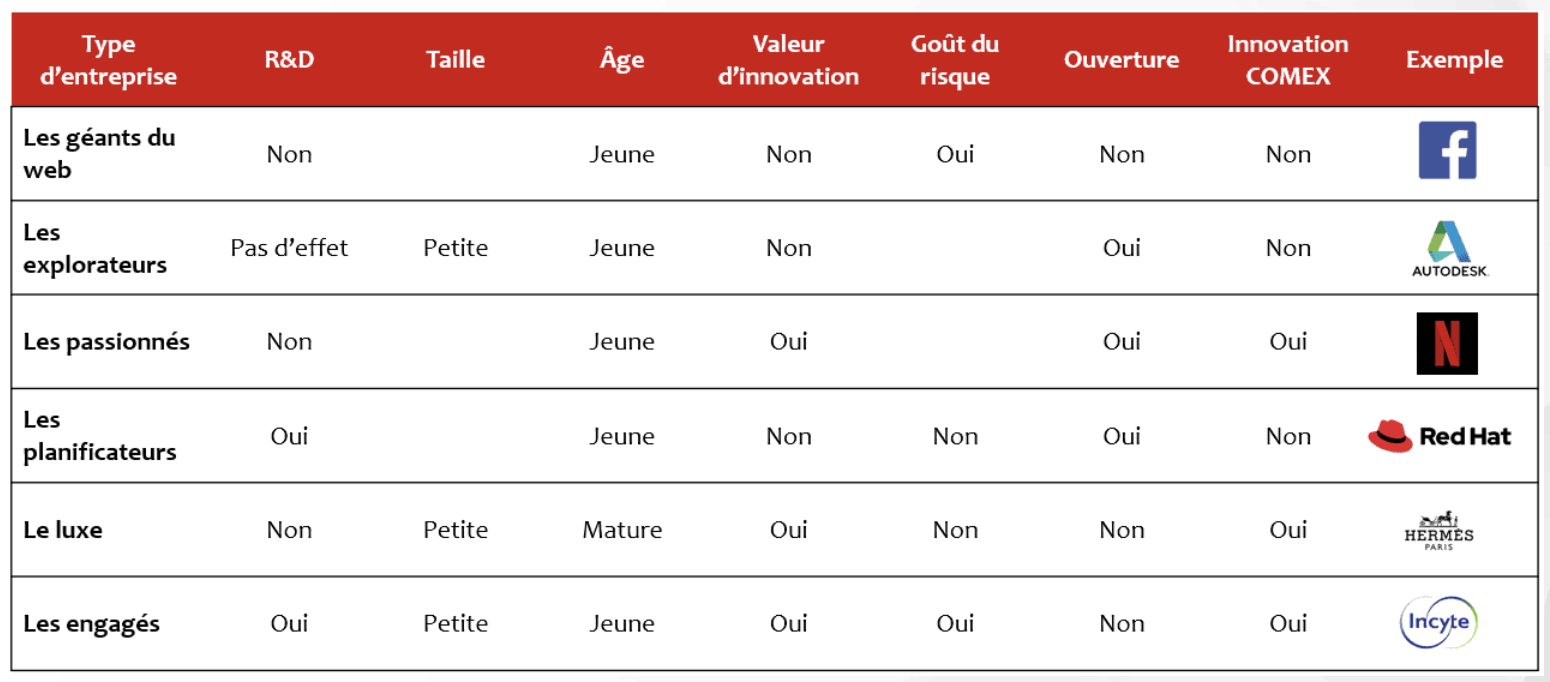 Type d'entreprise R&D Taille Âge Valeur d'innovation Goût du risque Ouverture Innovation COMEX Exemple
Les géants du web Non Jeune Non Oui Non Non f
Les explorateurs Pas d'effet Petite Jeune Non Oui Non AUTODESK.
Les passionnés Non Jeune Oui Oui Oui N
Les planificateurs Oui Jeune Non Non Oui Non Red Hat
Le luxe Non Petite Mature Oui Non Non Oui HERMÈS PARIS
Les engagés Oui Petite Jeune Oui Oui Non Oui Incyte